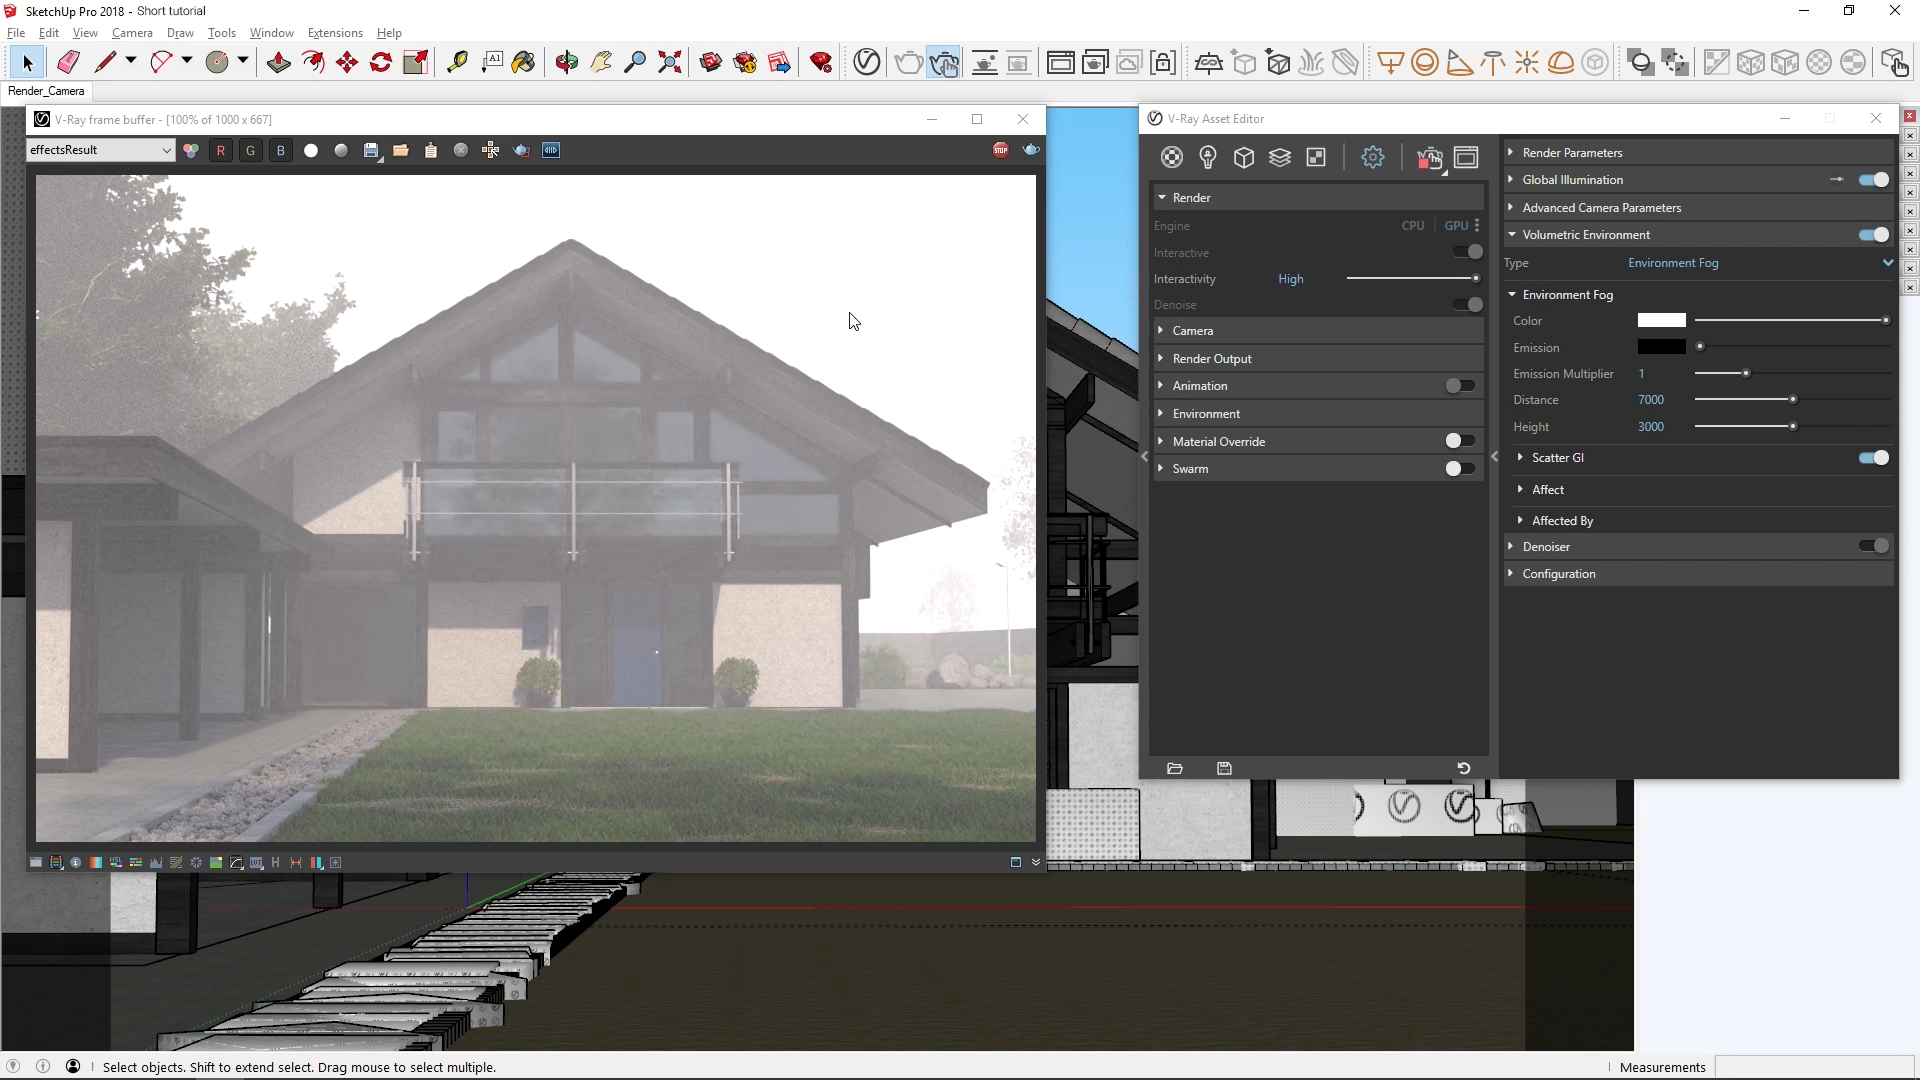 SketchUp Pro 2018 - Short tutorial
File Edit View Camera Draw Tools Window Extensions Help
A1
Render_Camera
V-Ray frame buffer - [100% of 1000 x 667]
effectsResult
R G B
STOP
HSL
H
V-Ray Asset Editor
Render
Engine CPU GPU
Interactive
Interactivity High
Denoise
Camera
Render Output
Animation
Environment
Material Override
Swarm
Render Parameters
Global Illumination
Advanced Camera Parameters
Volumetric Environment
Type Environment Fog
Environment Fog
Color
Emission
Emission Multiplier 1
Distance 7000
Height 3000
Scatter GI
Affect
Affected By
Denoiser
Configuration
Select objects. Shift to extend select. Drag mouse to select multiple.
Measurements